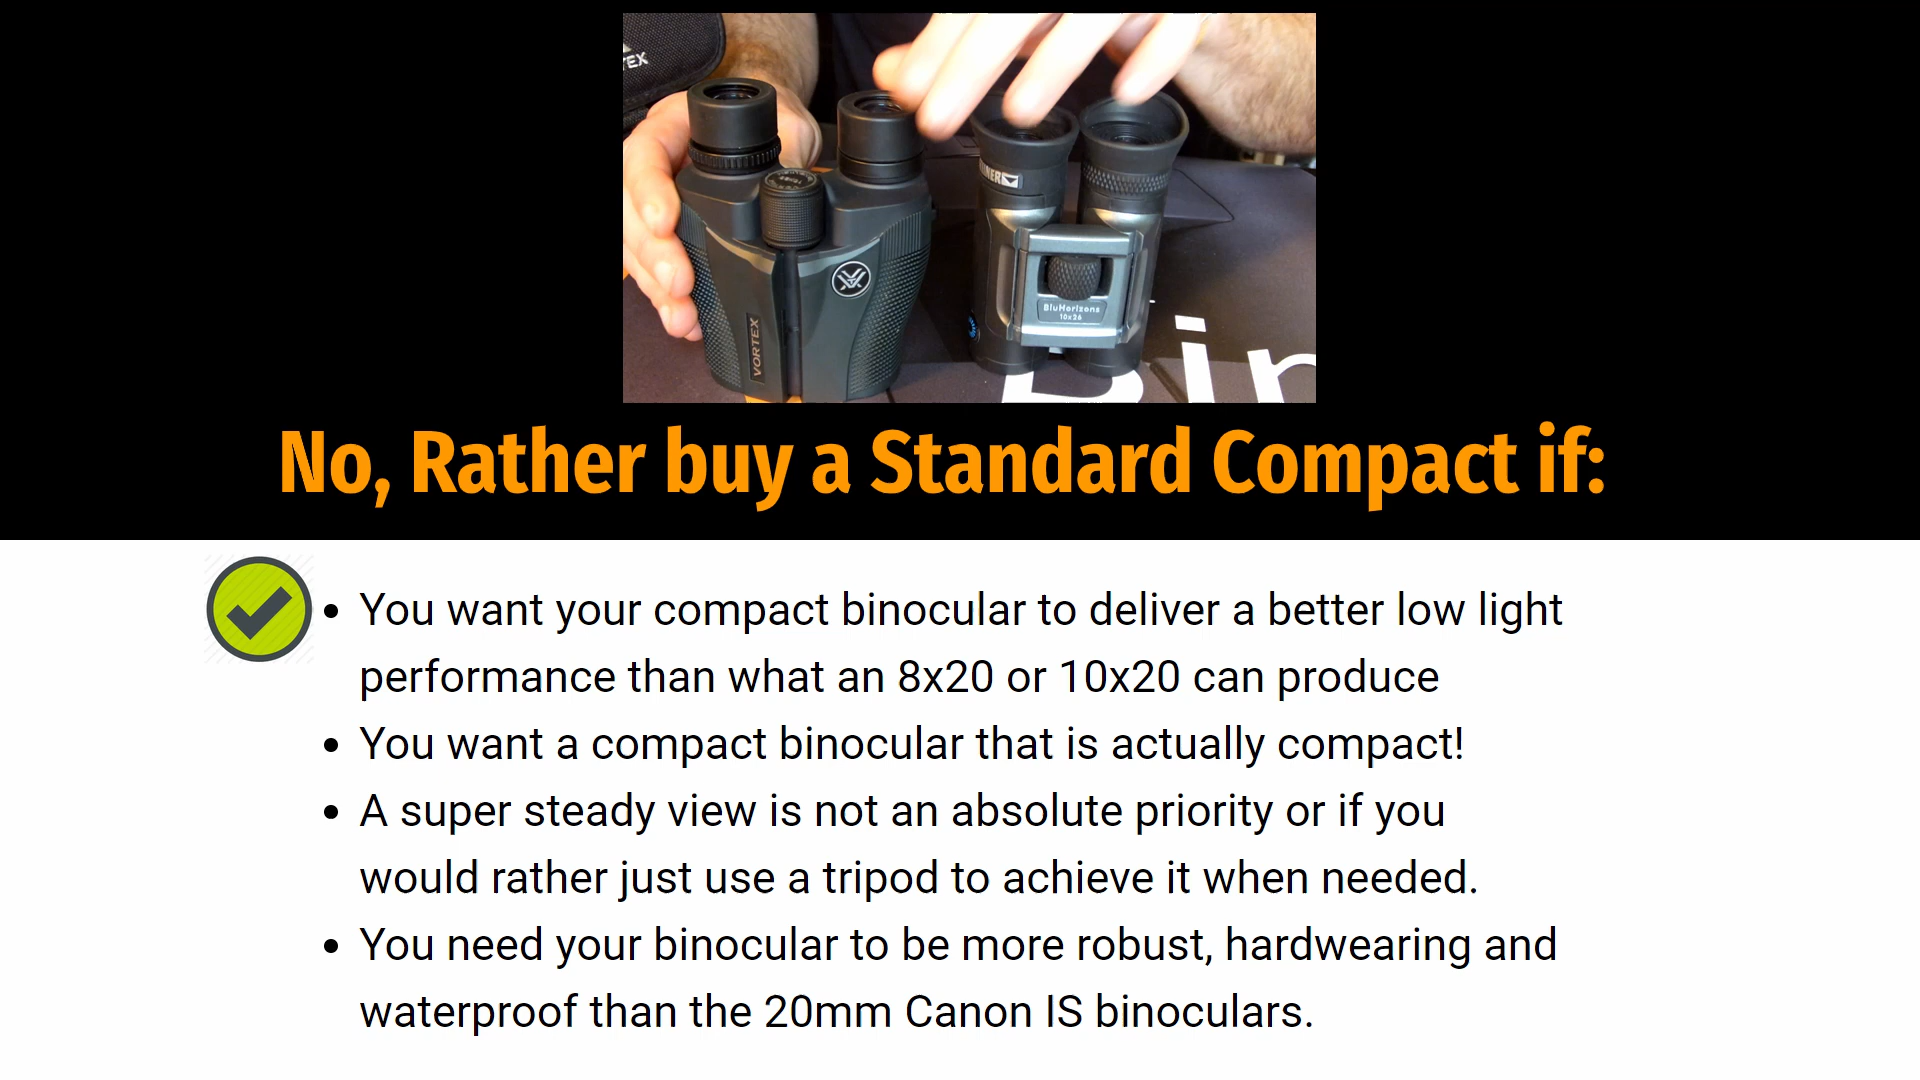 No, Rather buy a Standard Compact if:
VORTEX
BluHorizons
10x26
• You want your compact binocular to deliver a better low light
performance than what an 8x20 or 10x20 can produce
• You want a compact binocular that is actually compact!
• A super steady view is not an absolute priority or if you
would rather just use a tripod to achieve it when needed.
• You need your binocular to be more robust, hardwearing and
waterproof than the 20mm Canon IS binoculars.